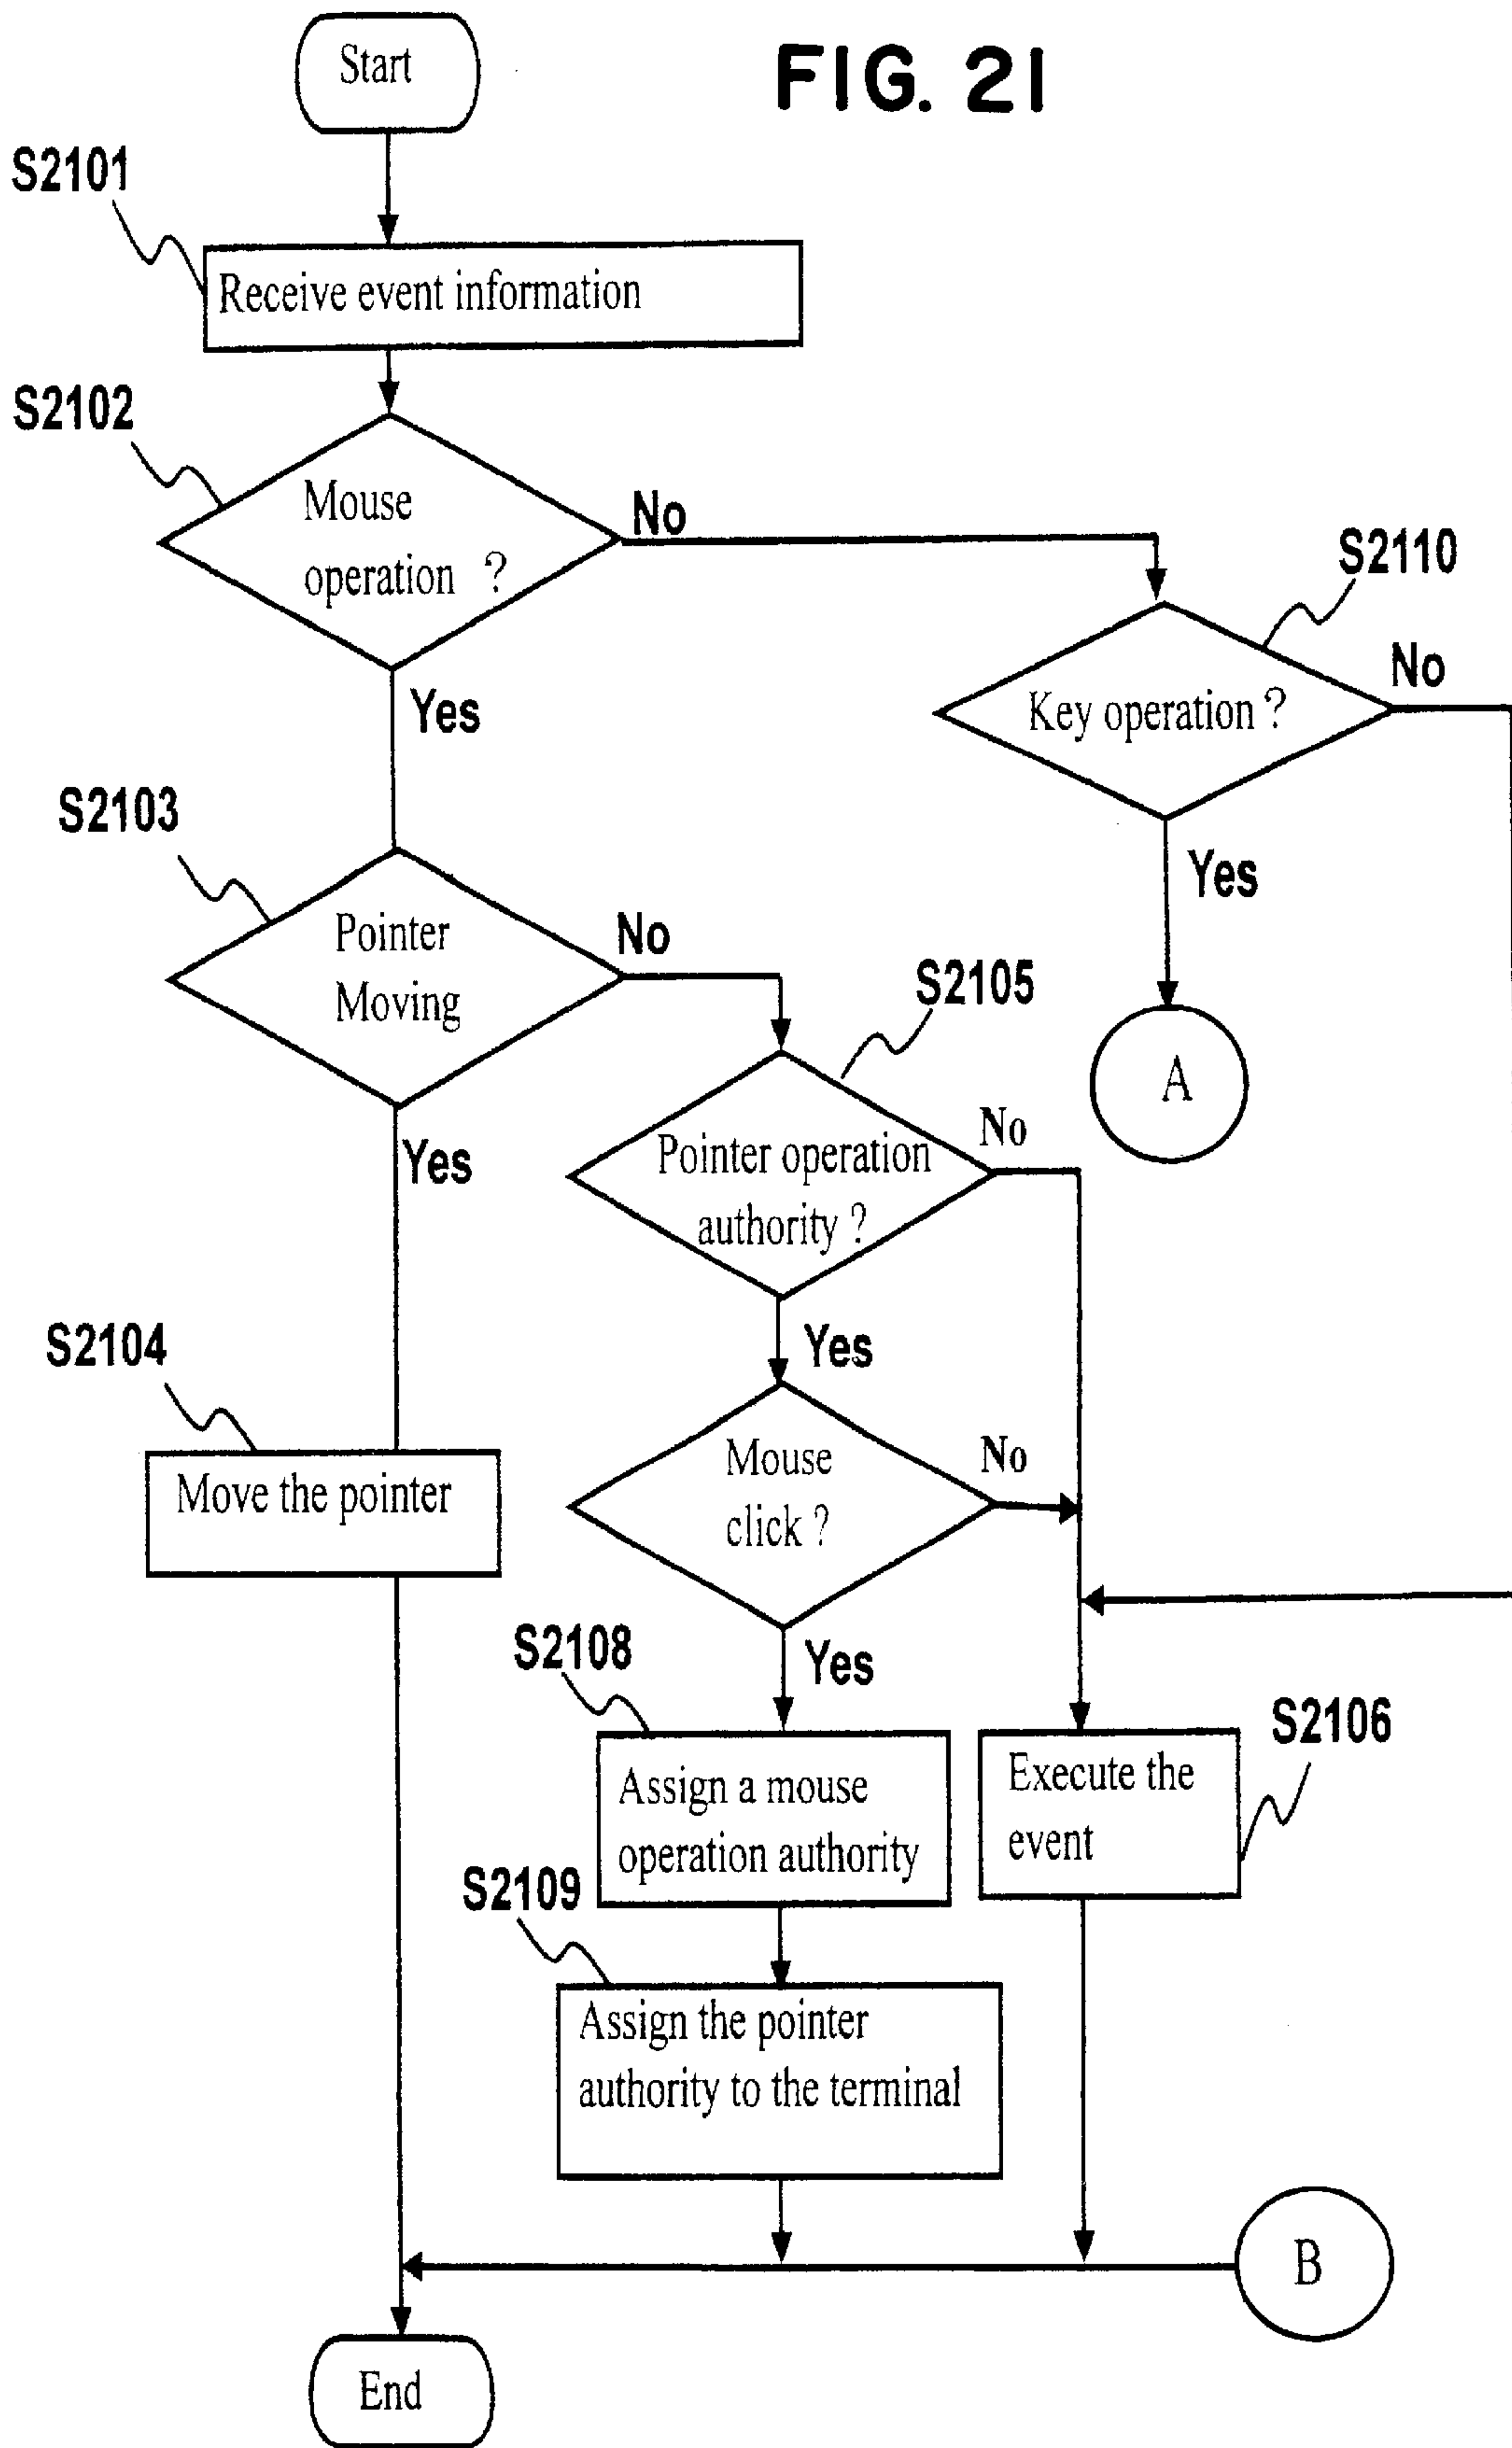 Start
FIG. 21
S2101
Receive event information
S2102
Mouse
operation ?
No
S2110
Key operation ?
No
Yes
Yes
A
S2103
Pointer
Moving
No
S2105
Pointer operation
authority ?
No
Yes
Yes
S2104
Move the pointer
Mouse
click ?
No
Yes
S2108
Assign a mouse
operation authority
S2106
Execute the
event
S2109
Assign the pointer
authority to the terminal
B
End